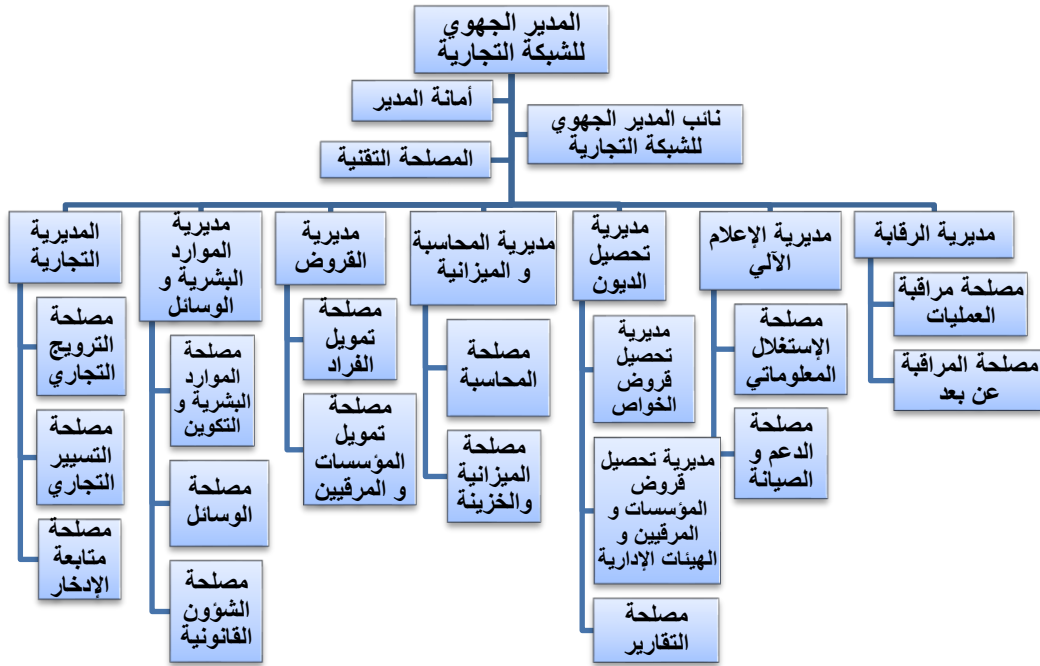 المدير الجهوي
للشبكة التجارية
أمانة المدير
نائب المدير الجهوي
للشبكة التجارية
المصلحة التقنية
مديرية الرقابة
مصلحة مراقبة
العمليات
مصلحة المراقبة
عن بعد
مديرية الإعلام
الآلي
مصلحة
الإستغلال
المعلوماتي
مصلحة
الدعم و
الصيانة
مديرية
تحصيل
الديون
مديرية
تحصيل
قروض
الخواص
مديرية تحصيل
قروض
المؤسسات و
المرقيين و
الهيئات الإدارية
مصلحة
التقارير
مديرية المحاسبة
و الميزانية
مصلحة
المحاسبة
مصلحة
الميزانية
والخزينة
مديرية
القروض
مصلحة
تمويل
الفراد
مصلحة
تمويل
المؤسسات
و المرقيين
مديرية
الموارد
البشرية و
الوسائل
مصلحة
الموارد
البشرية و
التكوين
مصلحة
الوسائل
مصلحة
الشؤون
القانونية
المديرية
التجارية
مصلحة
الترويج
التجاري
مصلحة
التسيير
التجاري
مصلحة
متابعة
الإدخار